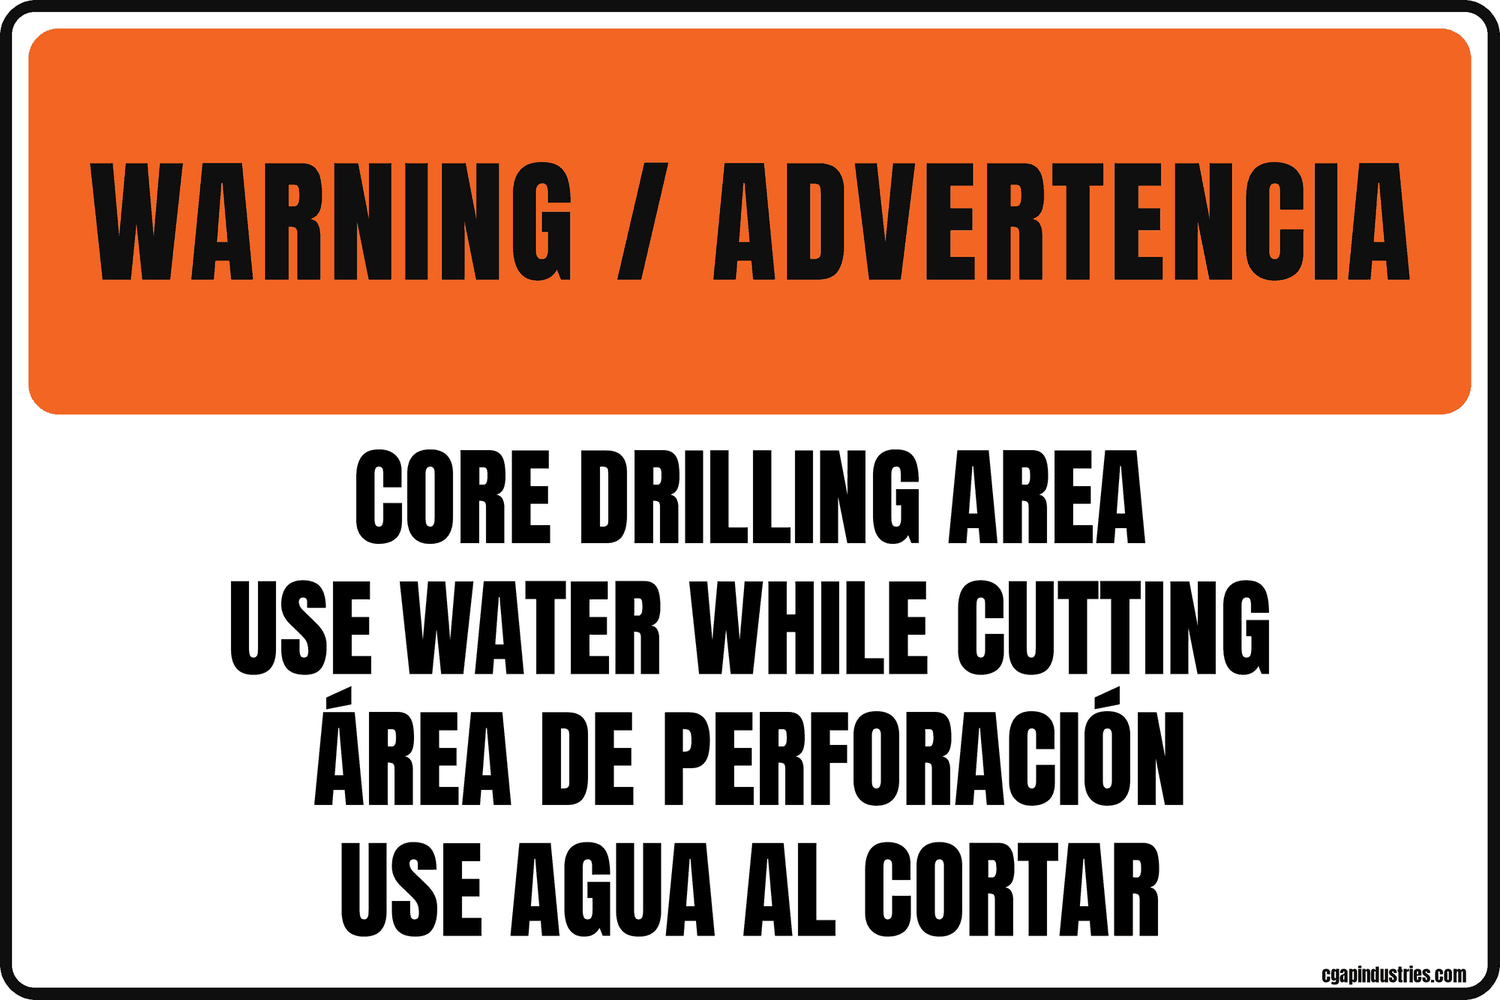 WARNING / ADVERTENCIA
CORE DRILLING AREA
USE WATER WHILE CUTTING
ÁREA DE PERFORACIÓN
USE AGUA AL CORTAR
cgapindustries.com